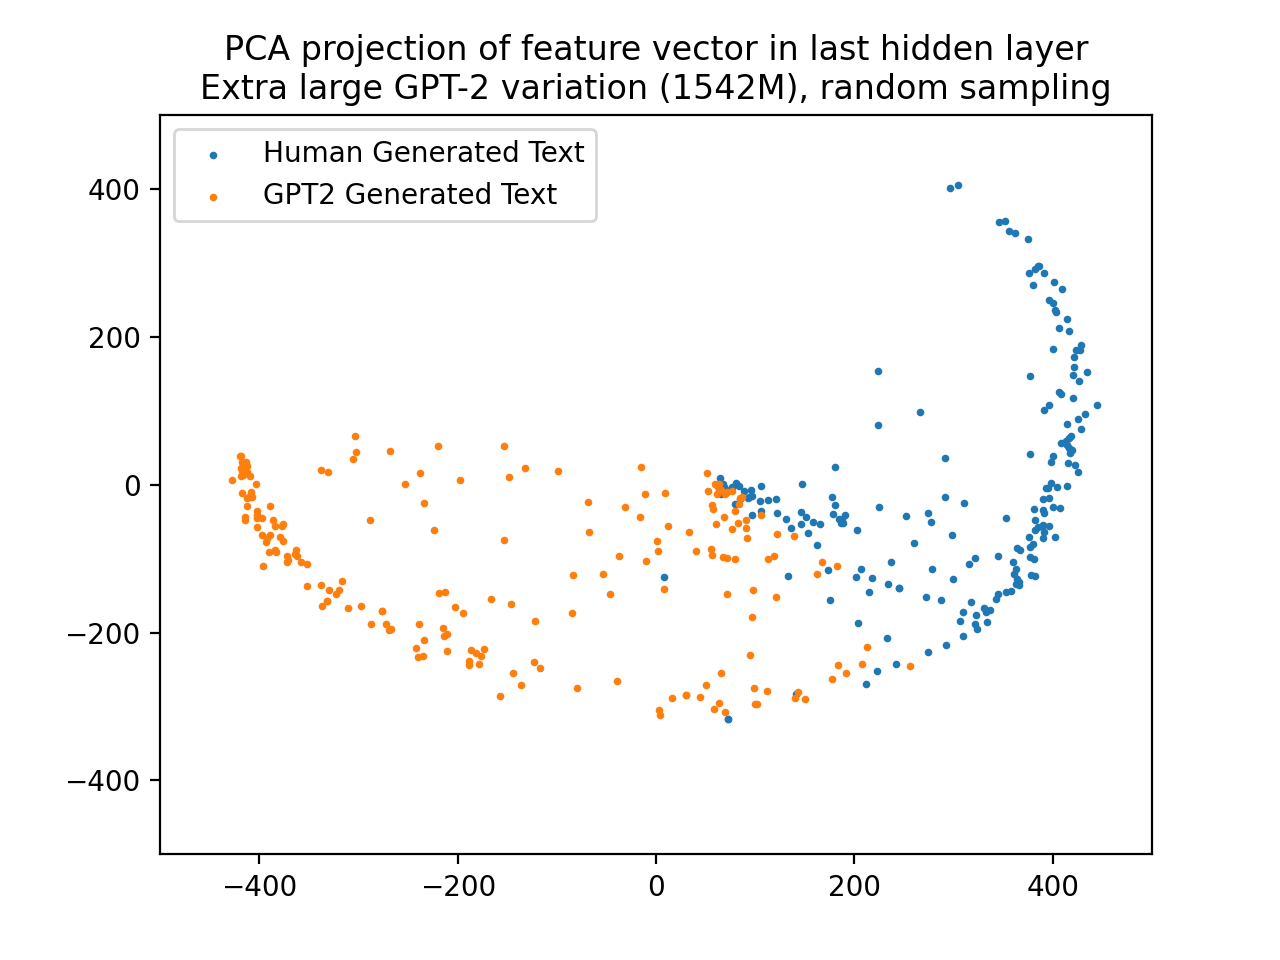 PCA projection of feature vector in last hidden layer
Extra large GPT-2 variation (1542M), random sampling
Human Generated Text
GPT2 Generated Text
400
200
0
−200
−400
−400
−200
0
200
400